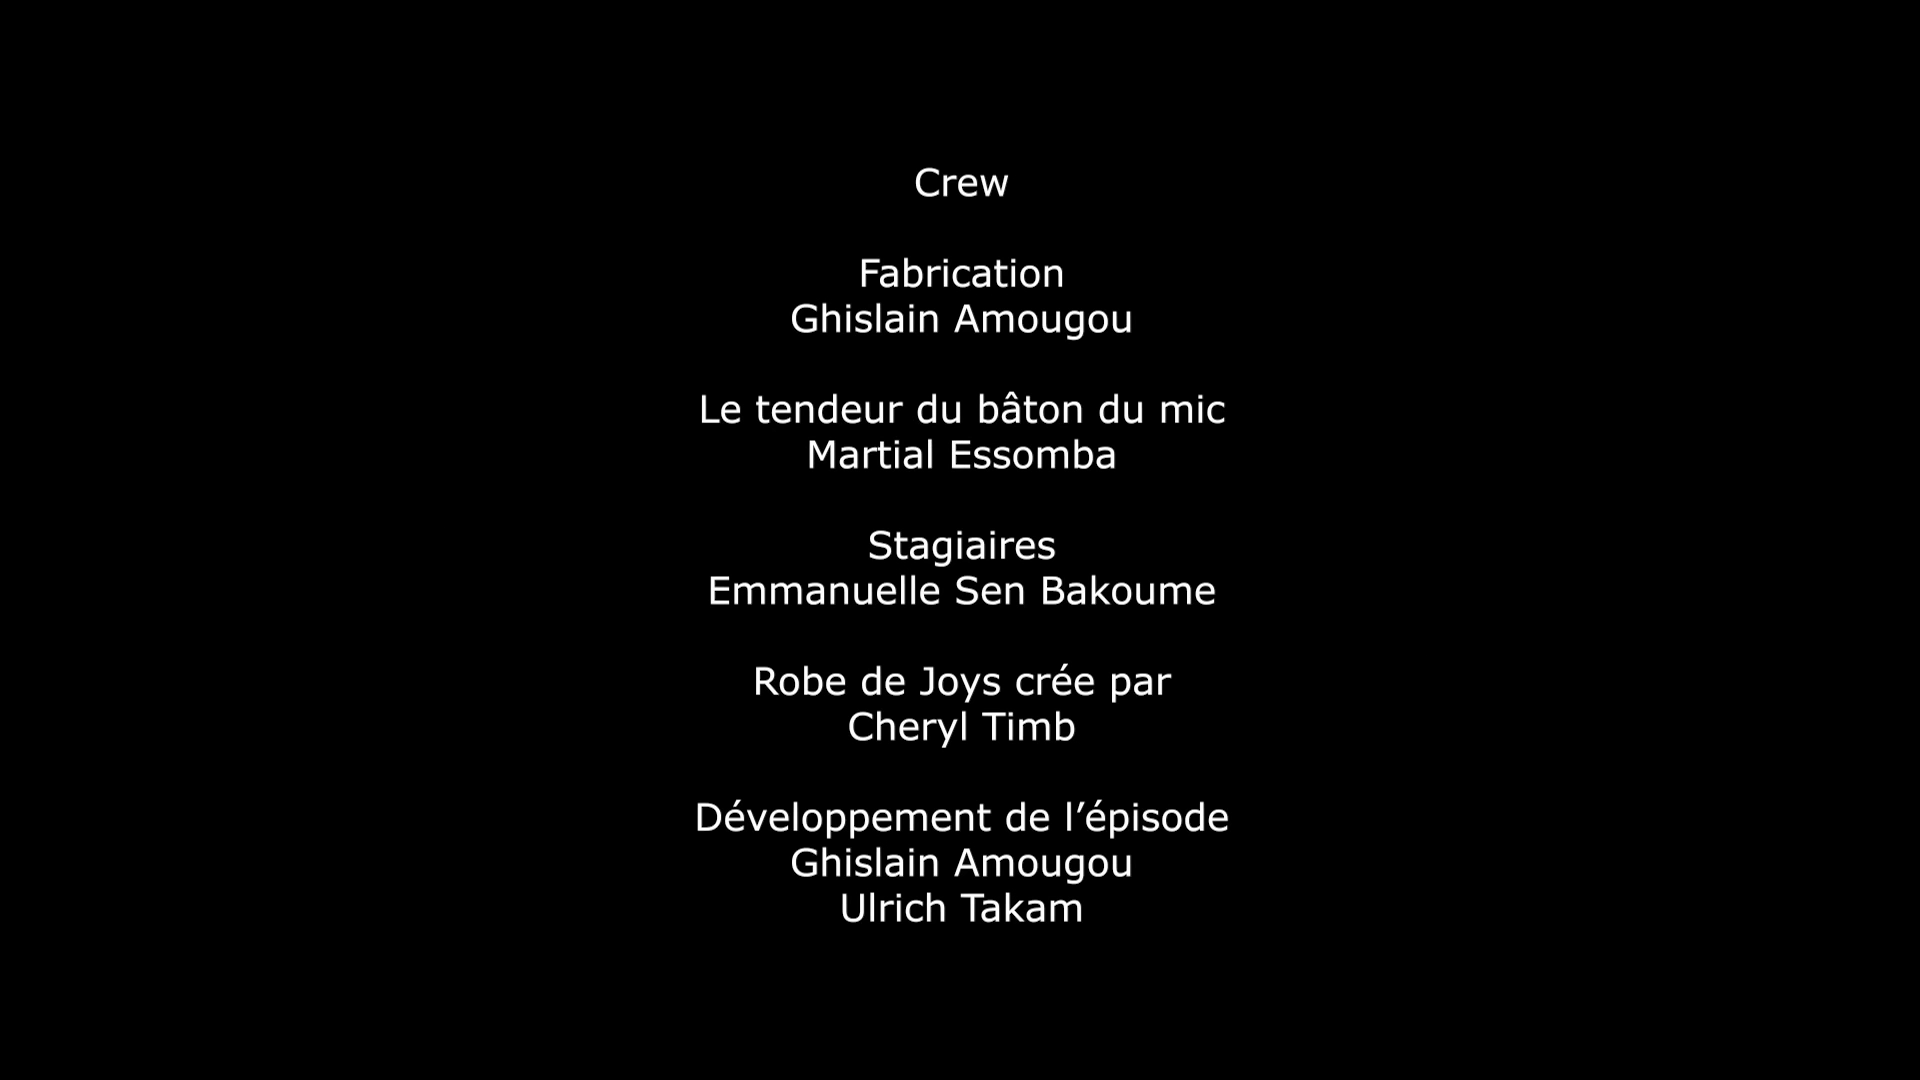 Crew
Fabrication
Ghislain Amougou
Le tendeur du bâton du mic
Martial Essomba
Stagiaires
Emmanuelle Sen Bakoume
Robe de Joys crée par
Cheryl Timb
Développement de l’épisode
Ghislain Amougou
Ulrich Takam